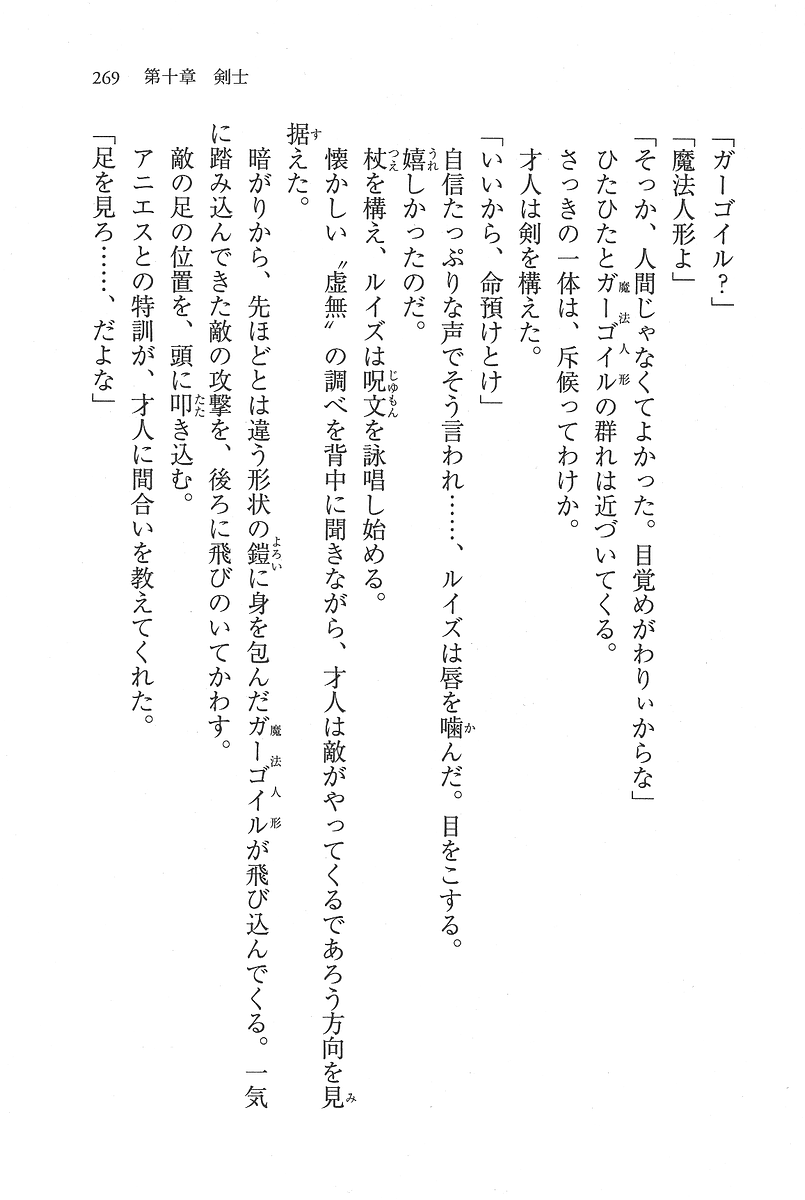 269　第十章　剣士
「ガーゴイル？」
「魔法人形よ」
「そっか、人間じゃなくてよかった。目覚めがわりぃからな」
ひたひたとガーゴイルの群れは近づいてくる。
さっきの一体は、斥候ってわけか。
才人は剣を構えた。
「いいから、命預けとけ」
自信たっぷりな声でそう言われ……、ルイズは唇を噛んだ。目をこする。
嬉しかったのだ。
杖を構え、ルイズは呪文を詠唱し始める。
懐かしい〝虚無〟の調べを背中に聞きながら、才人は敵がやってくるであろう方向を見
据えた。
暗がりから、先ほどとは違う形状の鎧に身を包んだガーゴイルが飛び込んでくる。一気
に踏み込んできた敵の攻撃を、後ろに飛びのいてかわす。
敵の足の位置を、頭に叩き込む。
アニエスとの特訓が、才人に間合いを教えてくれた。
「足を見ろ……、だよな」